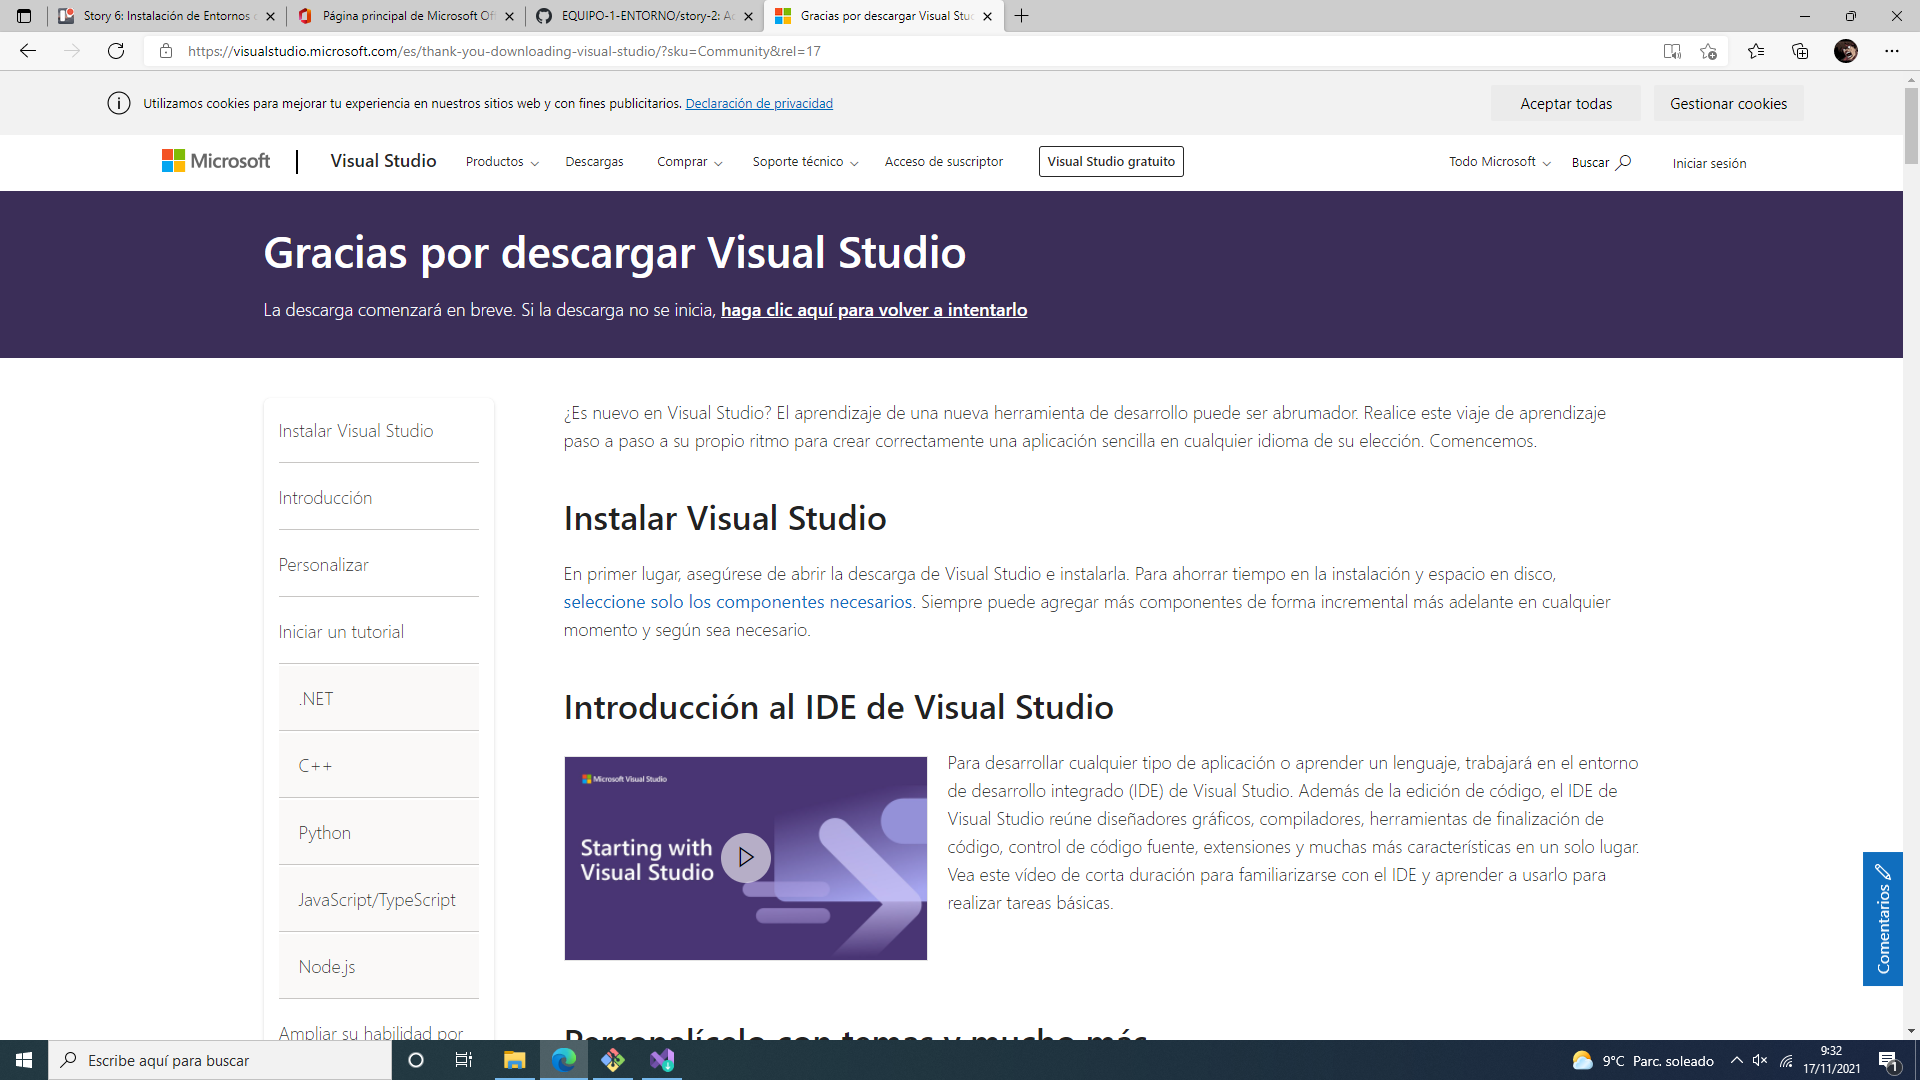 Story 6: Instalación de Entornos
Página principal de Microsoft Off
EQUIPO-1-ENTORNO/story-2: Ac
Gracias por descargar Visual Stu
https://visualstudio.microsoft.com/es/thank-you-downloading-visual-studio/?sku=Community&rel=17
Utilizamos cookies para mejorar tu experiencia en nuestros sitios web y con fines publicitarios. Declaración de privacidad
Aceptar todas
Gestionar cookies
Microsoft
Visual Studio
Productos
Descargas
Comprar
Soporte técnico
Acceso de suscriptor
Visual Studio gratuito
Todo Microsoft
Buscar
Iniciar sesión
Gracias por descargar Visual Studio
La descarga comenzará en breve. Si la descarga no se inicia, haga clic aquí para volver a intentarlo
Instalar Visual Studio
Introducción
Personalizar
Iniciar un tutorial
.NET
C++
Python
JavaScript/TypeScript
Node.js
Ampliar su habilidad por
¿Es nuevo en Visual Studio? El aprendizaje de una nueva herramienta de desarrollo puede ser abrumador. Realice este viaje de aprendizaje
paso a paso a su propio ritmo para crear correctamente una aplicación sencilla en cualquier idioma de su elección. Comencemos.
Instalar Visual Studio
En primer lugar, asegúrese de abrir la descarga de Visual Studio e instalarla. Para ahorrar tiempo en la instalación y espacio en disco,
seleccione solo los componentes necesarios. Siempre puede agregar más componentes de forma incremental más adelante en cualquier
momento y según sea necesario.
Introducción al IDE de Visual Studio
Microsoft Visual Studio
Starting with
Visual Studio
Para desarrollar cualquier tipo de aplicación o aprender un lenguaje, trabajará en el entorno
de desarrollo integrado (IDE) de Visual Studio. Además de la edición de código, el IDE de
Visual Studio reúne diseñadores gráficos, compiladores, herramientas de finalización de
código, control de código fuente, extensiones y muchas más características en un solo lugar.
Vea este vídeo de corta duración para familiarizarse con el IDE y aprender a usarlo para
realizar tareas básicas.
Personalícelo con temas y mucho más
Comentarios
Escribe aquí para buscar
9°C Parc. soleado
9:32
17/11/2021
1